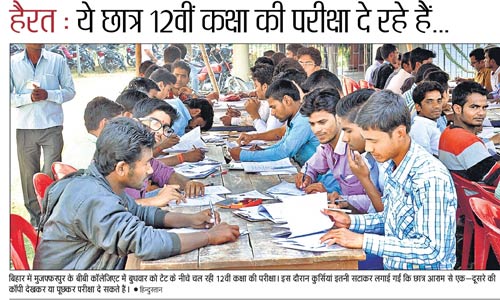 हैरत : ये छात्र 12वीं कक्षा की परीक्षा दे रहे हैं...
बिहार में मुजफ्फरपुर के बीबी कॉलेजिएट में बुधवार को टेंट के नीचे चल रही 12वीं कक्षा की परीक्षा। इस दौरान कुर्सियां इतनी सटाकर लगाई गईं कि छात्र आराम से एक—दूसरे की
कॉपी देखकर या पूछकर परीक्षा दे सकते हैं। ● हिन्दुस्तान